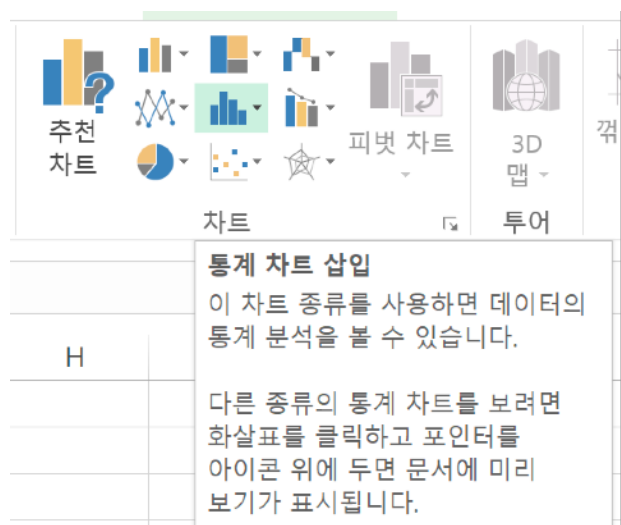 추천
차트
피벗 차트
3D
맵
꺾
차트
투어
통계 차트 삽입
이 차트 종류를 사용하면 데이터의
통계 분석을 볼 수 있습니다.
H
다른 종류의 통계 차트를 보려면
화살표를 클릭하고 포인터를
아이콘 위에 두면 문서에 미리
보기가 표시됩니다.